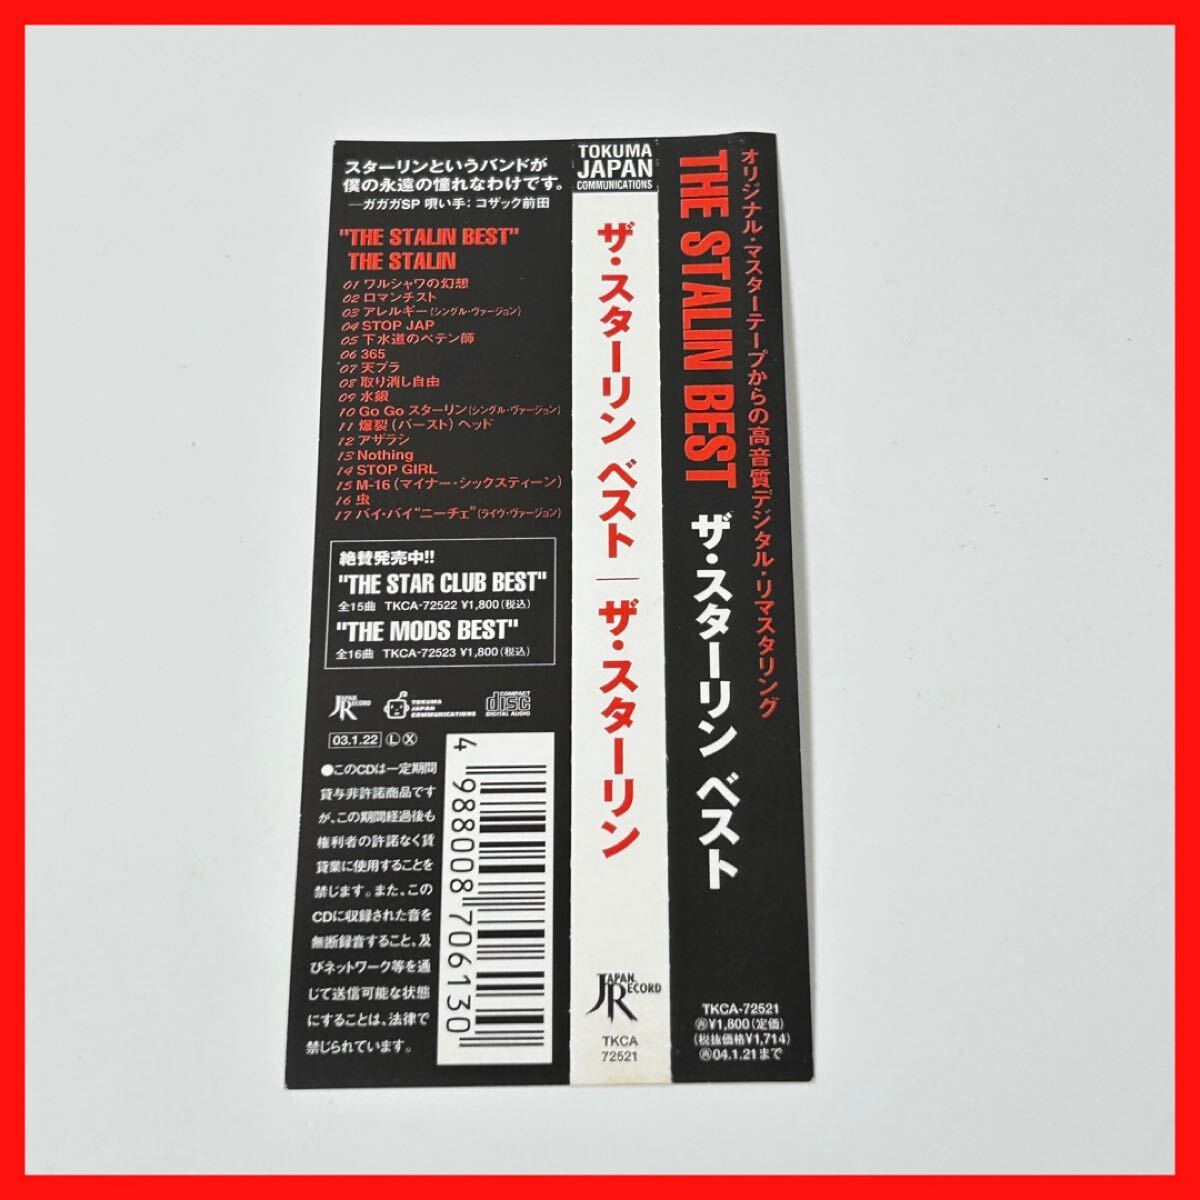 スターリンというバンドが
僕の永遠の憧れなわけです。
―ガガガSP 唄い手：コザック前田
"THE STALIN BEST"
THE STALIN
01 ワルシャワの幻想
02 ロマンチスト
03 アレルギー（シングル・ヴァージョン）
04 STOP JAP
05 下水道のペテン師
06 365
07 天プラ
08 取り消し自由
09 水銀
10 Go Go スターリン（シングル・ヴァージョン）
11 爆裂（バースト）ヘッド
12 アザラシ
13 Nothing
14 STOP GIRL
15 M-16（マイナー・シックスティーン）
16 虫
17 バイ・バイ“ニーチェ”（ライヴ・ヴァージョン）
絶賛発売中!!
"THE STAR CLUB BEST"
全15曲 TKCA-72522 ¥1,800（税込）
"THE MODS BEST"
全16曲 TKCA-72523 ¥1,800（税込）
JAPAN RECORD
TOKUMA JAPAN COMMUNICATIONS
COMPACT disc DIGITAL AUDIO
03.1.22 Ⓛ Ⓧ
●このCDは一定期間
貸与非許諾商品です
が、この期間経過後も
権利者の許諾なく賃
貸業に使用することを
禁じます。また、この
CDに収録された音を
無断録音すること、及
びネットワーク等を通
じて送信可能な状態
にすることは、法律で
禁じられています。
4 988008 706130
TOKUMA
JAPAN
COMMUNICATIONS
ザ・スターリン ベスト｜ザ・スターリン
JAPAN RECORD
TKCA
72521
オリジナル・マスターテープからの高音質デジタル・リマスタリング
THE STALIN BEST ザ・スターリン ベスト
TKCA-72521
㊄¥1,800（定価）
（税抜価格¥1,714）
㊄04.1.21まで